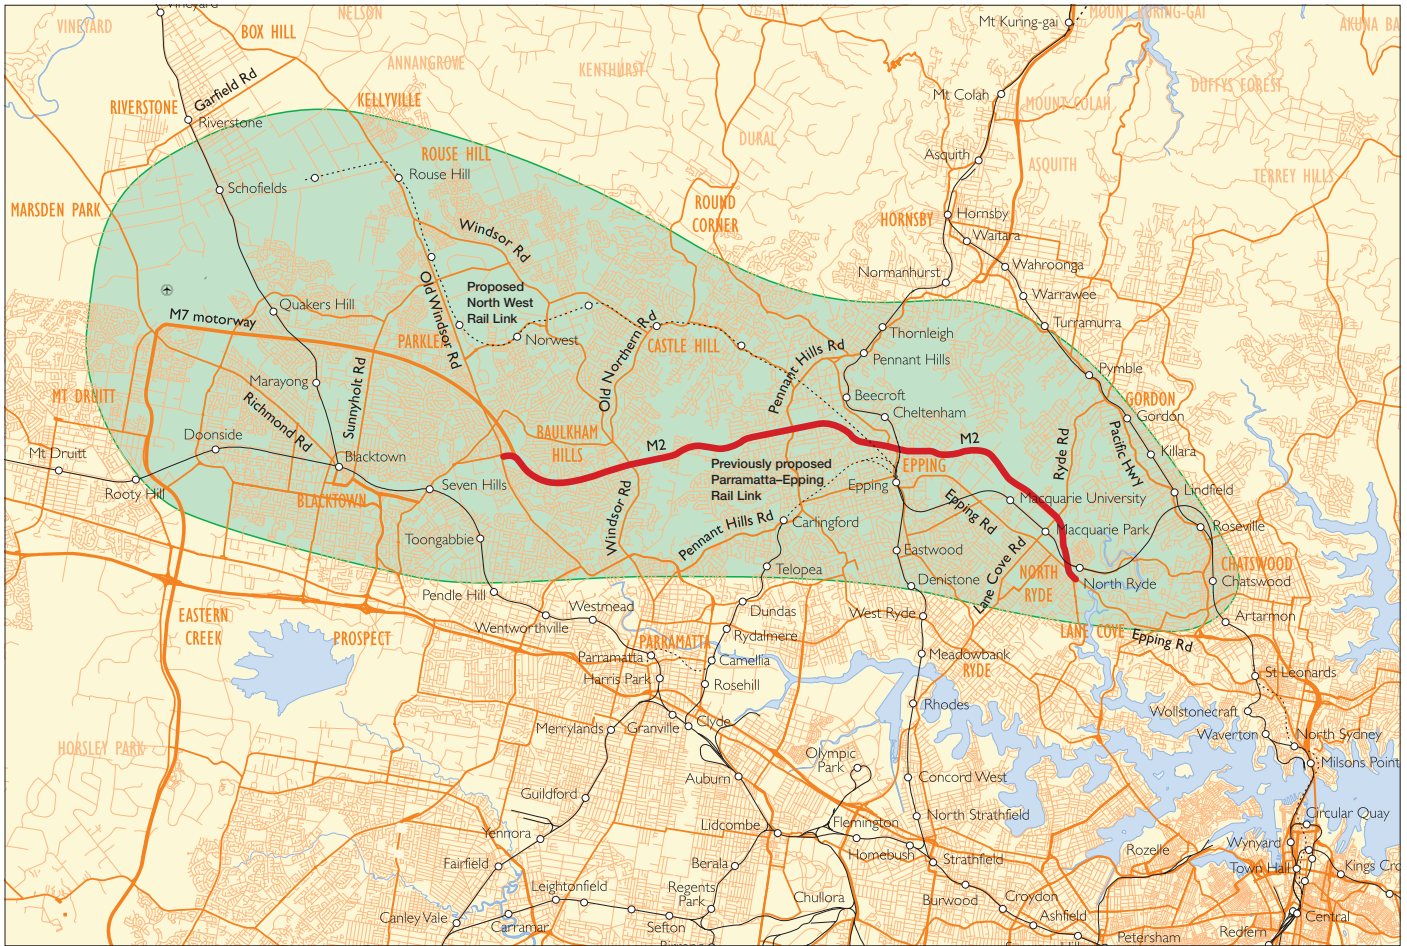 Vineyard
VINEYARD
BOX HILL
NELSON
Mt Kuring-gai
MOUNT KURING-GAI
AKUNA BA
ANNANGROVE
KENTHURST
DUFFYS FOREST
Garfield Rd
RIVERSTONE
Riverstone
KELLYVILLE
Mt Colah
MOUNT COLAH
DURAL
ROUSE HILL
Rouse Hill
Asquith
ASQUITH
TERREY HILLS
Schofields
MARSDEN PARK
ROUND
CORNER
HORNSBY
Hornsby
Waitara
Windsor Rd
Normanhurst
Wahroonga
Warrawee
Turramurra
Old Windsor Rd
Proposed
North West
Rail Link
Quakers Hill
M7 motorway
PARKLE
Norwest
Old Northern Rd
CASTLE HILL
Thornleigh
Pennant Hills Rd
Pennant Hills
Pymble
Marayong
Sunnyholt Rd
MT DRUITT
Richmond Rd
Beecroft
Cheltenham
GORDON
Gordon
Doonside
BAULKHAM
HILLS
M2
M2
Ryde Rd
Pacific Hwy
Killara
Mt Druitt
Blacktown
Previously proposed
Parramatta–Epping
Rail Link
EPPING
Epping
Rooty Hill
BLACKTOWN
Seven Hills
Windsor Rd
Epping Rd
Macquarie University
Lindfield
Toongabbie
Pennant Hills Rd
Carlingford
Macquarie Park
Roseville
Eastwood
Lane Cove Rd
Telopea
NORTH
RYDE
North Ryde
CHATSWOOD
Chatswood
Denistone
Pendle Hill
EASTERN
CREEK
PROSPECT
Westmead
Wentworthville
Dundas
West Ryde
LANE COVE
Epping Rd
Artarmon
PARRAMATTA
Rydalmere
Parramatta
Camellia
Meadowbank
RYDE
Harris Park
Rosehill
St Leonards
Rhodes
Merrylands
Granville
Clyde
Wollstonecraft
Waverton
North Sydney
HORSLEY PARK
Olympic
Park
Milsons Point
Auburn
Concord West
Guildford
North Strathfield
Circular Quay
Yennora
Lidcombe
Flemington
Homebush
Strathfield
Rozelle
Wynyard
Town Hall
Kings Cro
Fairfield
Berala
Leightonfield
Regents
Park
Chullora
Burwood
Croydon
Ashfield
Canley Vale
Carramar
Sefton
Petersham
Redfern
Central